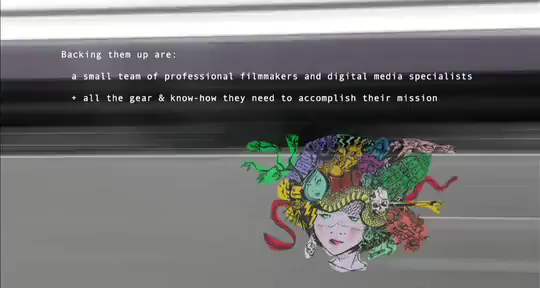 Backing them up are:
a small team of professional filmmakers and digital media specialists
+ all the gear & know-how they need to accomplish their mission